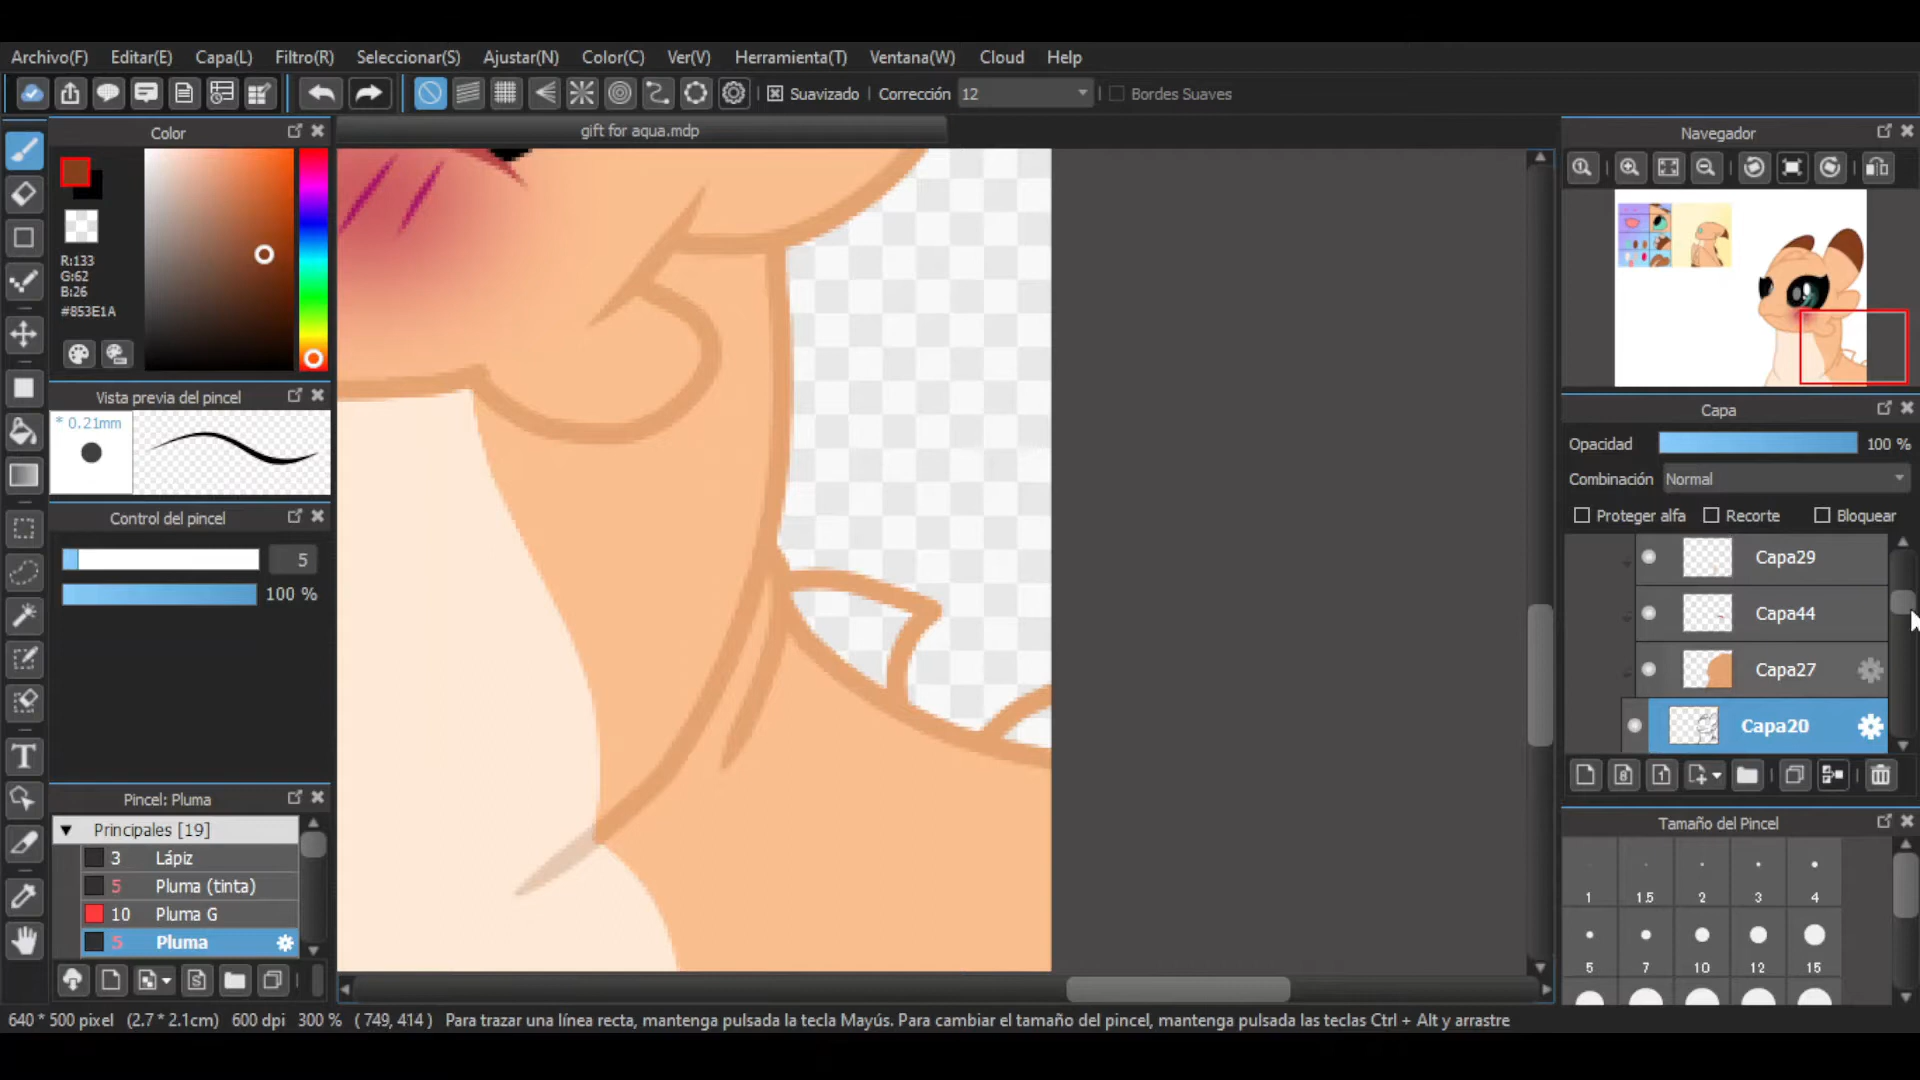 Archivo(F) Editar(E) Capa(L) Filtro(R) Seleccionar(S) Ajustar(N) Color(C) Ver(V) Herramienta(T) Ventana(W) Cloud Help
Suavizado Corrección 12 Bordes Suaves
Color
gift for aqua.mdp
Navegador
R:133
G:62
B:26
#853E1A
Vista previa del pincel
* 0.21mm
Control del pincel
5
100 %
Pincel: Pluma
Principales [19]
3 Lápiz
5 Pluma (tinta)
10 Pluma G
5 Pluma
Capa
Opacidad 100 %
Combinación Normal
Proteger alfa Recorte Bloquear
Capa29
Capa44
Capa27
Capa20
Tamaño del Pincel
1 1.5 2 3 4
5 7 10 12 15
640 * 500 pixel (2.7 * 2.1cm) 600 dpi 300 % ( 749, 414 ) Para trazar una línea recta, mantenga pulsada la tecla Mayús. Para cambiar el tamaño del pincel, mantenga pulsada las teclas Ctrl + Alt y arrastre